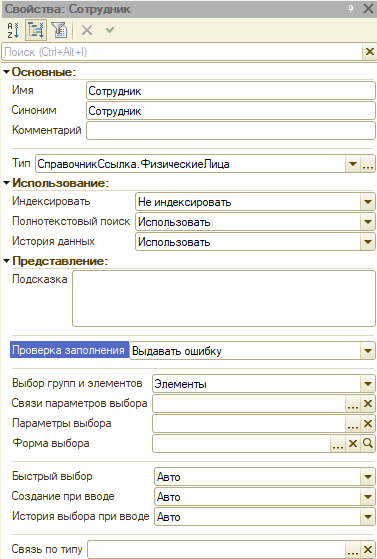 Свойства: Сотрудник
Поиск (Ctrl+Alt+I)
Основные:
Имя Сотрудник
Синоним Сотрудник
Комментарий
Тип СправочникСсылка.ФизическиеЛица
Использование:
Индексировать Не индексировать
Полнотекстовый поиск Использовать
История данных Использовать
Представление:
Подсказка
Проверка заполнения Выдавать ошибку
Выбор групп и элементов Элементы
Связи параметров выбора
Параметры выбора
Форма выбора
Быстрый выбор Авто
Создание при вводе Авто
История выбора при вводе Авто
Связь по типу